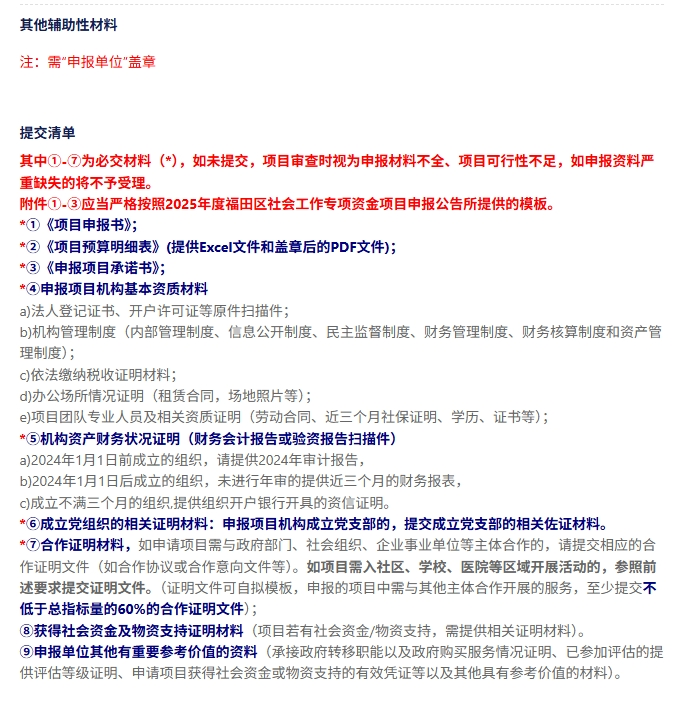 其他辅助性材料
注：需“申报单位”盖章
提交清单
其中①-⑦为必交材料（*），如未提交，项目审查时视为申报材料不全、项目可行性不足，如申报资料严
重缺失的将不予受理。
附件①-③应当严格按照2025年度福田区社会工作专项资金项目申报公告所提供的模板。
*①《项目申报书》；
*②《项目预算明细表》(提供Excel文件和盖章后的PDF文件)；
*③《申报项目承诺书》；
*④申报项目机构基本资质材料
a)法人登记证书、开户许可证等原件扫描件；
b)机构管理制度（内部管理制度、信息公开制度、民主监督制度、财务管理制度、财务核算制度和资产管
理制度）；
c)依法缴纳税收证明材料；
d)办公场所情况证明（租赁合同，场地照片等）；
e)项目团队专业人员及相关资质证明（劳动合同、近三个月社保证明、学历、证书等）；
*⑤机构资产财务状况证明（财务会计报告或验资报告扫描件）
a)2024年1月1日前成立的组织，请提供2024年审计报告，
b)2024年1月1日后成立的组织，未进行年审的提供近三个月的财务报表，
c)成立不满三个月的组织,提供组织开户银行开具的资信证明。
*⑥成立党组织的相关证明材料：申报项目机构成立党支部的，提交成立党支部的相关佐证材料。
*⑦合作证明材料，如申请项目需与政府部门、社会组织、企业事业单位等主体合作的，请提交相应的合
作证明文件（如合作协议或合作意向文件等）。如项目需入社区、学校、医院等区域开展活动的，参照前
述要求提交证明文件。（证明文件可自拟模板，申报的项目中需与其他主体合作开展的服务，至少提交不
低于总指标量的60%的合作证明文件）；
⑧获得社会资金及物资支持证明材料（项目若有社会资金/物资支持，需提供相关证明材料）。
⑨申报单位其他有重要参考价值的资料（承接政府转移职能以及政府购买服务情况证明、已参加评估的提
供评估等级证明、申请项目获得社会资金或物资支持的有效凭证等以及其他具有参考价值的材料）。